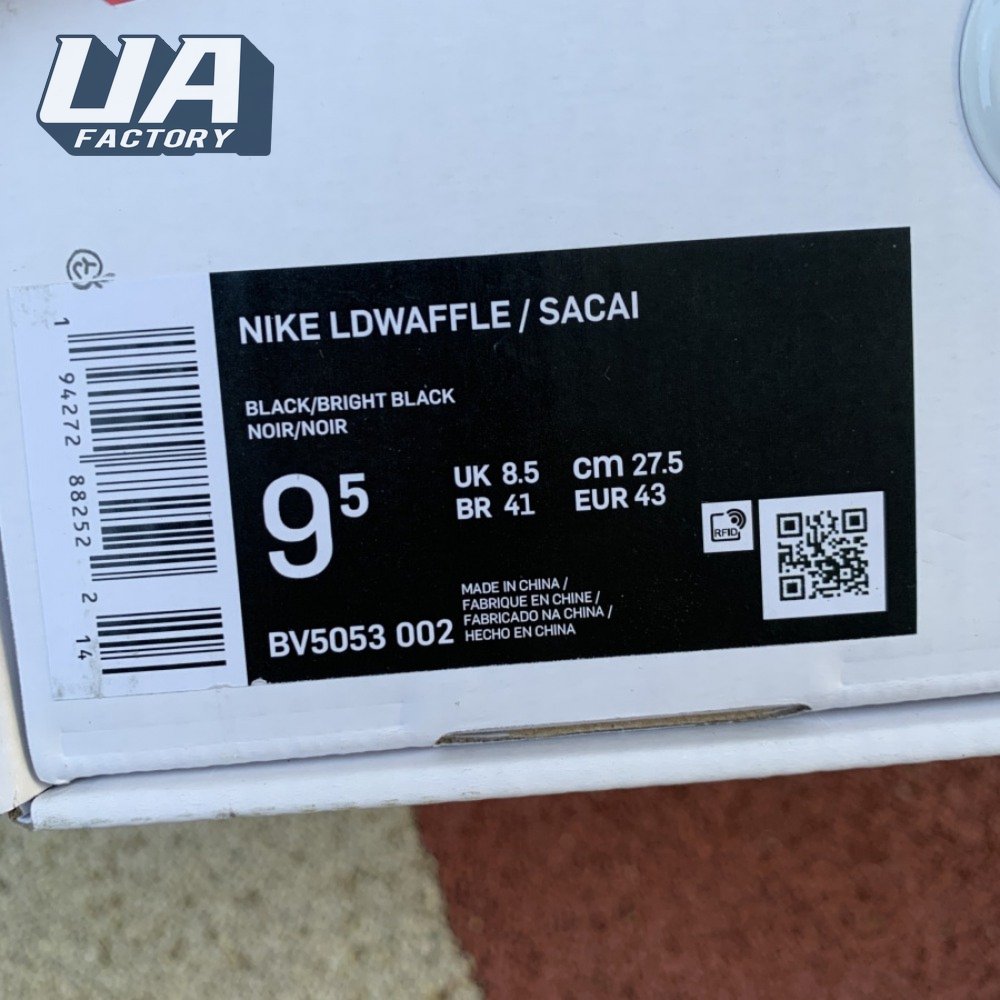 UA
FACTORY
NIKE LDWAFFLE / SACAI
BLACK/BRIGHT BLACK
NOIR/NOIR
9 5
UK 8.5 cm 27.5
BR 41 EUR 43
RFID
MADE IN CHINA /
FABRIQUE EN CHINE /
FABRICADO NA CHINA /
HECHO EN CHINA
BV5053 002
1 94272 88252 2 14